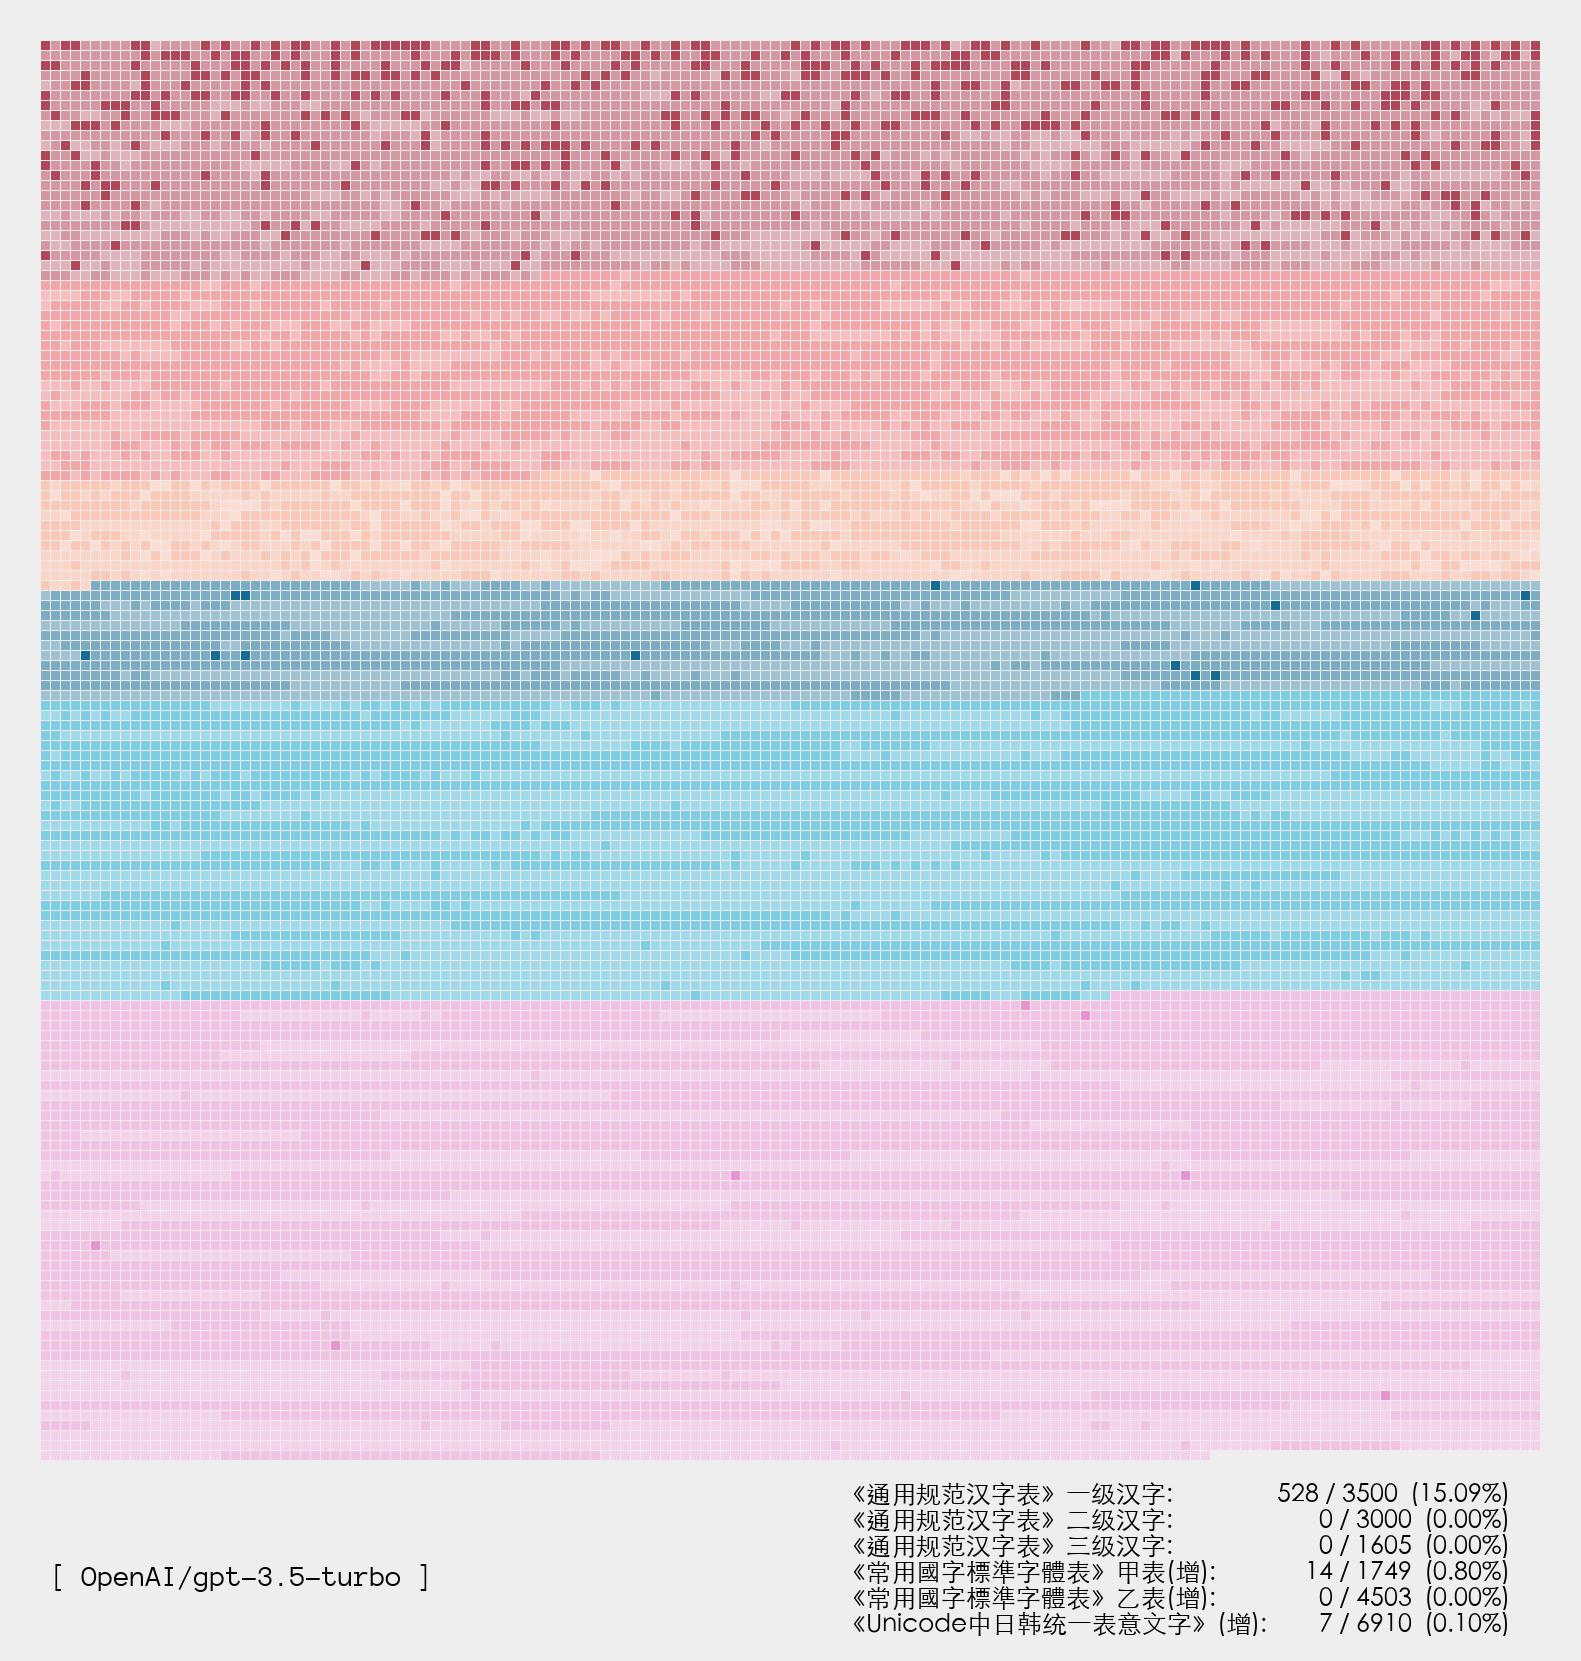 《通用规范汉字表》一级汉字: 528 / 3500 (15.09%)
《通用规范汉字表》二级汉字: 0 / 3000 (0.00%)
《通用规范汉字表》三级汉字: 0 / 1605 (0.00%)
《常用國字標準字體表》甲表(增): 14 / 1749 (0.80%)
《常用國字標準字體表》乙表(增): 0 / 4503 (0.00%)
《Unicode中日韩统一表意文字》(增): 7 / 6910 (0.10%)
[ OpenAI/gpt-3.5-turbo ]